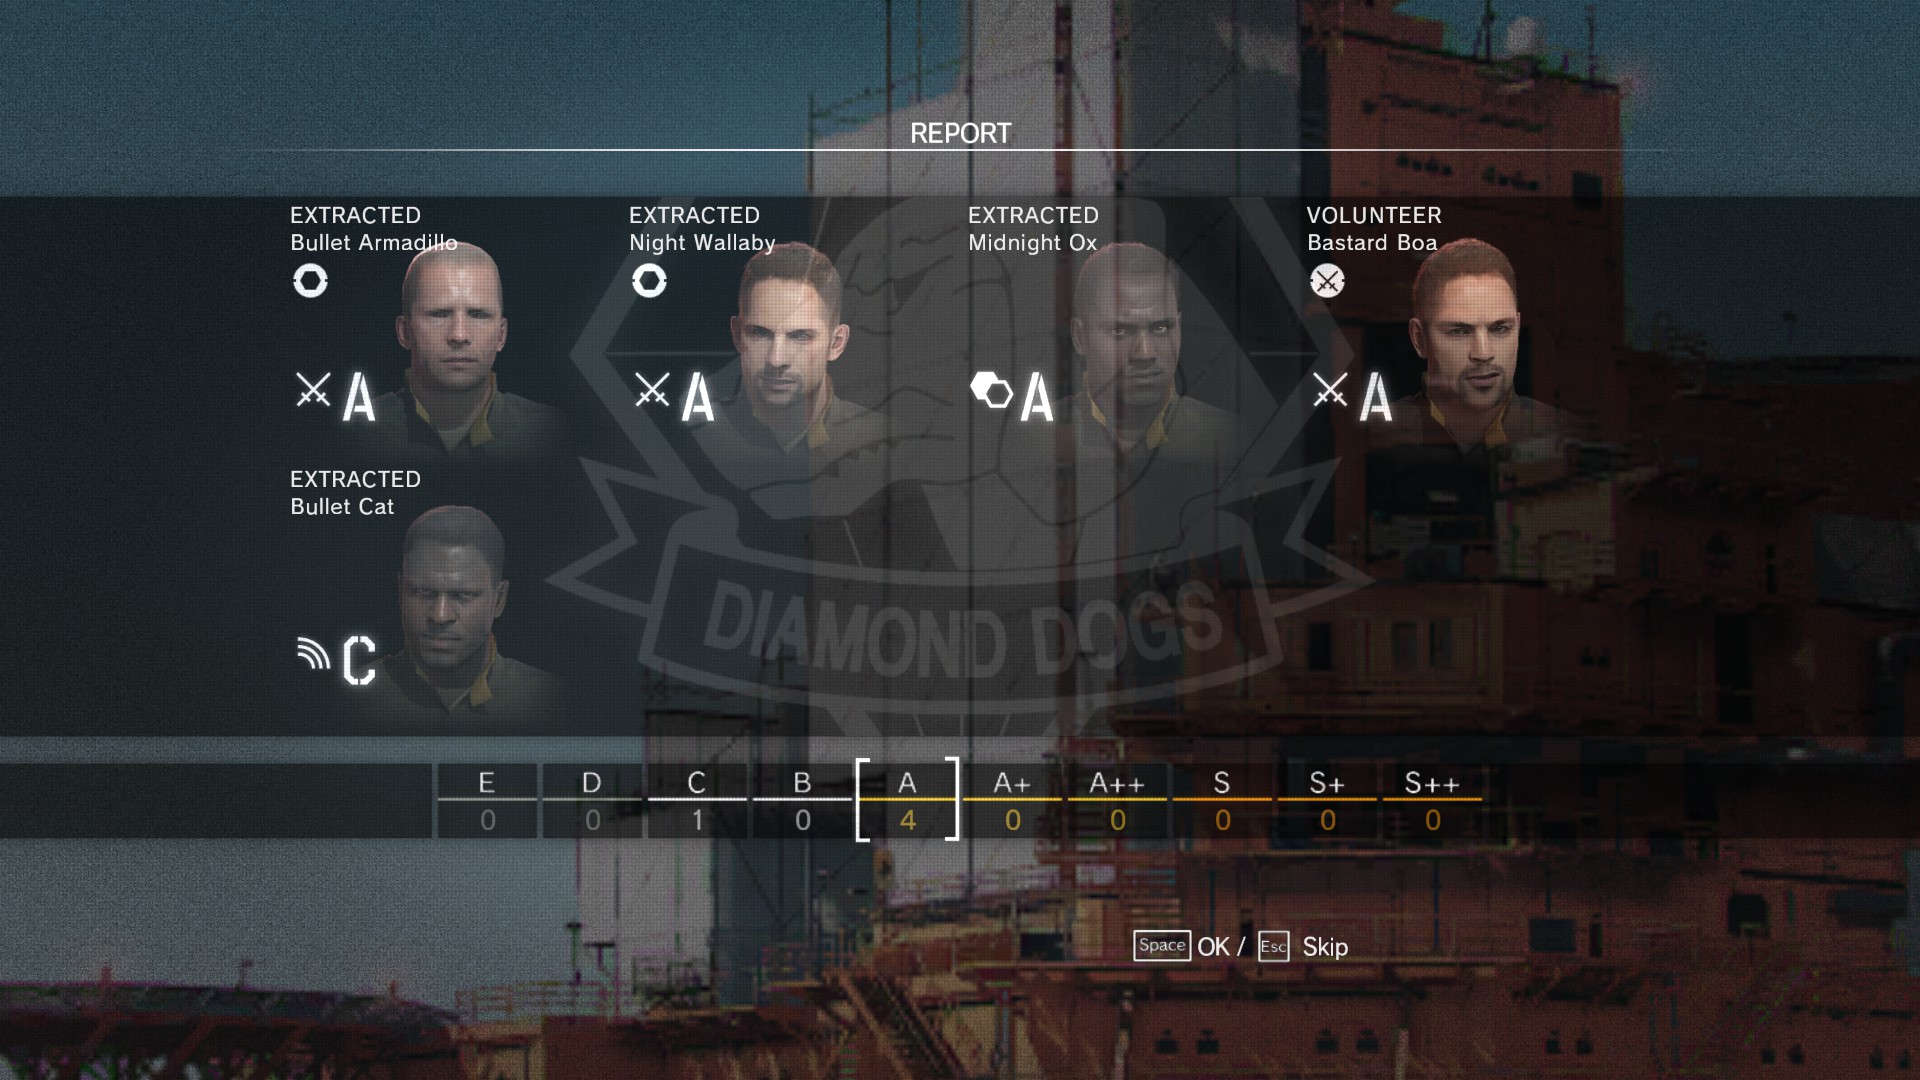 REPORT
EXTRACTED
Bullet Armadillo
A
EXTRACTED
Night Wallaby
A
EXTRACTED
Midnight Ox
A
VOLUNTEER
Bastard Boa
A
EXTRACTED
Bullet Cat
C
DIAMOND DOGS
E D C B A A+ A++ S S+ S++
0 0 1 0 4 0 0 0 0 0
Space OK / Esc Skip